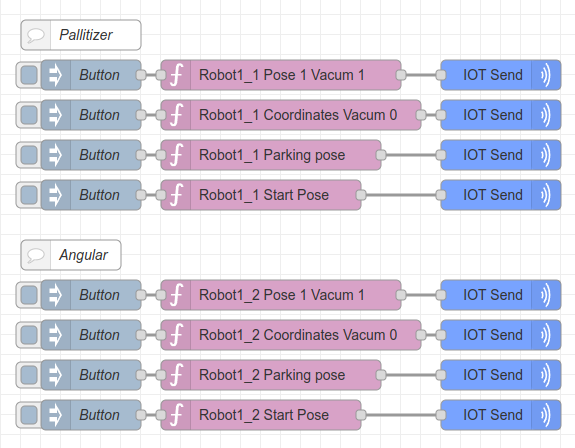 Pallitizer
Button Robot1_1 Pose 1 Vacum 1 IOT Send
Button Robot1_1 Coordinates Vacum 0 IOT Send
Button Robot1_1 Parking pose IOT Send
Button Robot1_1 Start Pose IOT Send
Angular
Button Robot1_2 Pose 1 Vacum 1 IOT Send
Button Robot1_2 Coordinates Vacum 0 IOT Send
Button Robot1_2 Parking pose IOT Send
Button Robot1_2 Start Pose IOT Send